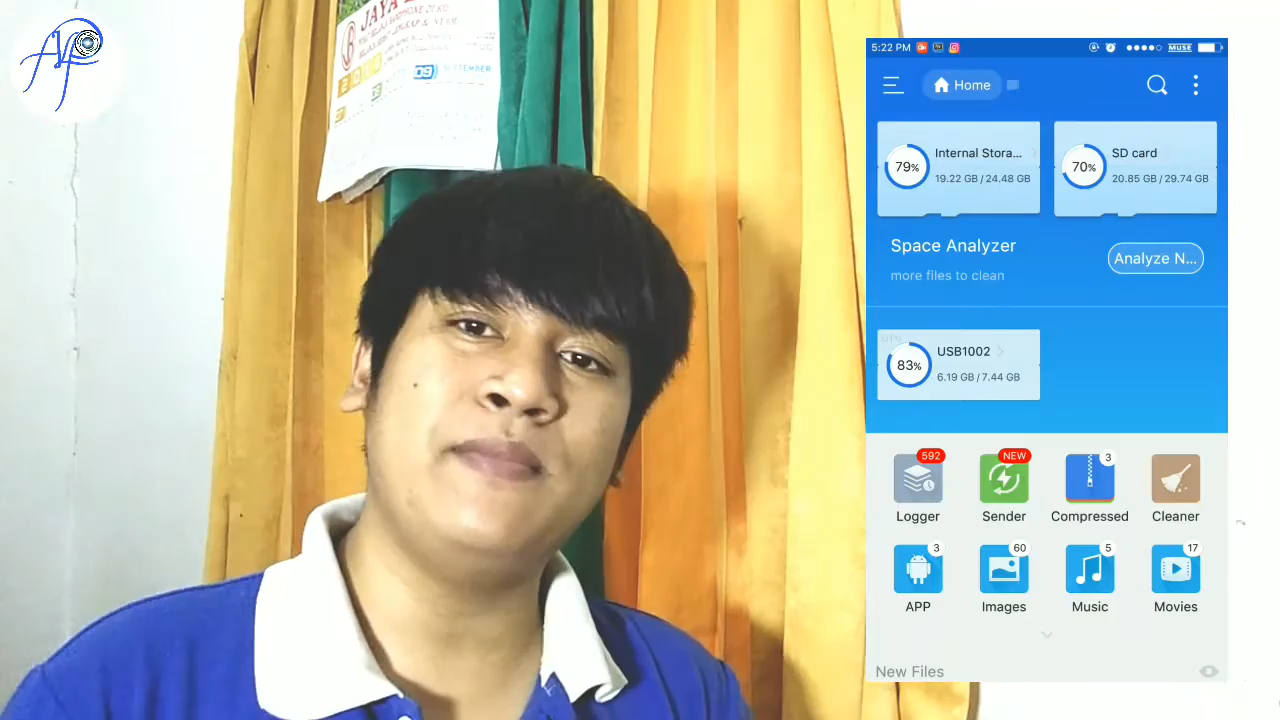 AP
JAYA
09 SEPTEMBER
5:22 PM
MUSE
Home
79%
Internal Stora...
19.22 GB / 24.48 GB
70%
SD card
20.85 GB / 29.74 GB
Space Analyzer
more files to clean
Analyze N...
83%
USB1002
6.19 GB / 7.44 GB
592
NEW
3
Logger
Sender
Compressed
Cleaner
3
60
5
17
APP
Images
Music
Movies
New Files